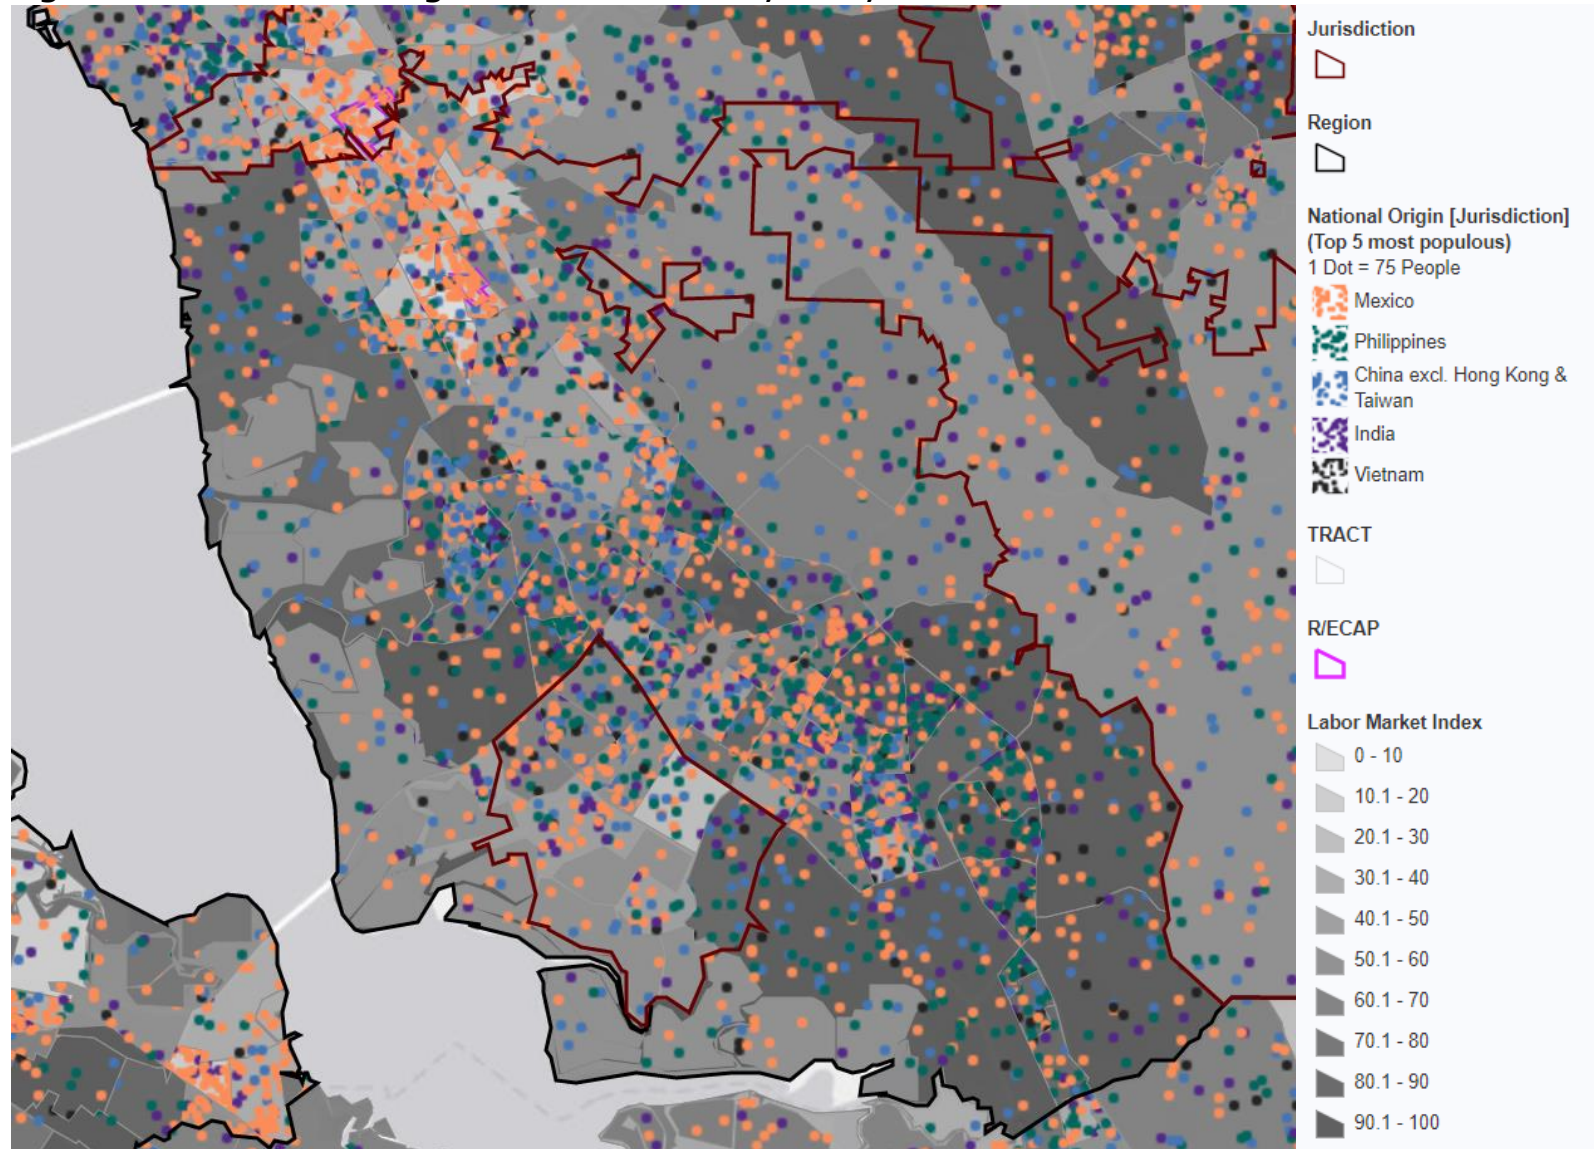 Jurisdiction
Region
National Origin [Jurisdiction]
(Top 5 most populous)
1 Dot = 75 People
Mexico
Philippines
China excl. Hong Kong &
Taiwan
India
Vietnam
TRACT
R/ECAP
Labor Market Index
0 - 10
10.1 - 20
20.1 - 30
30.1 - 40
40.1 - 50
50.1 - 60
60.1 - 70
70.1 - 80
80.1 - 90
90.1 - 100